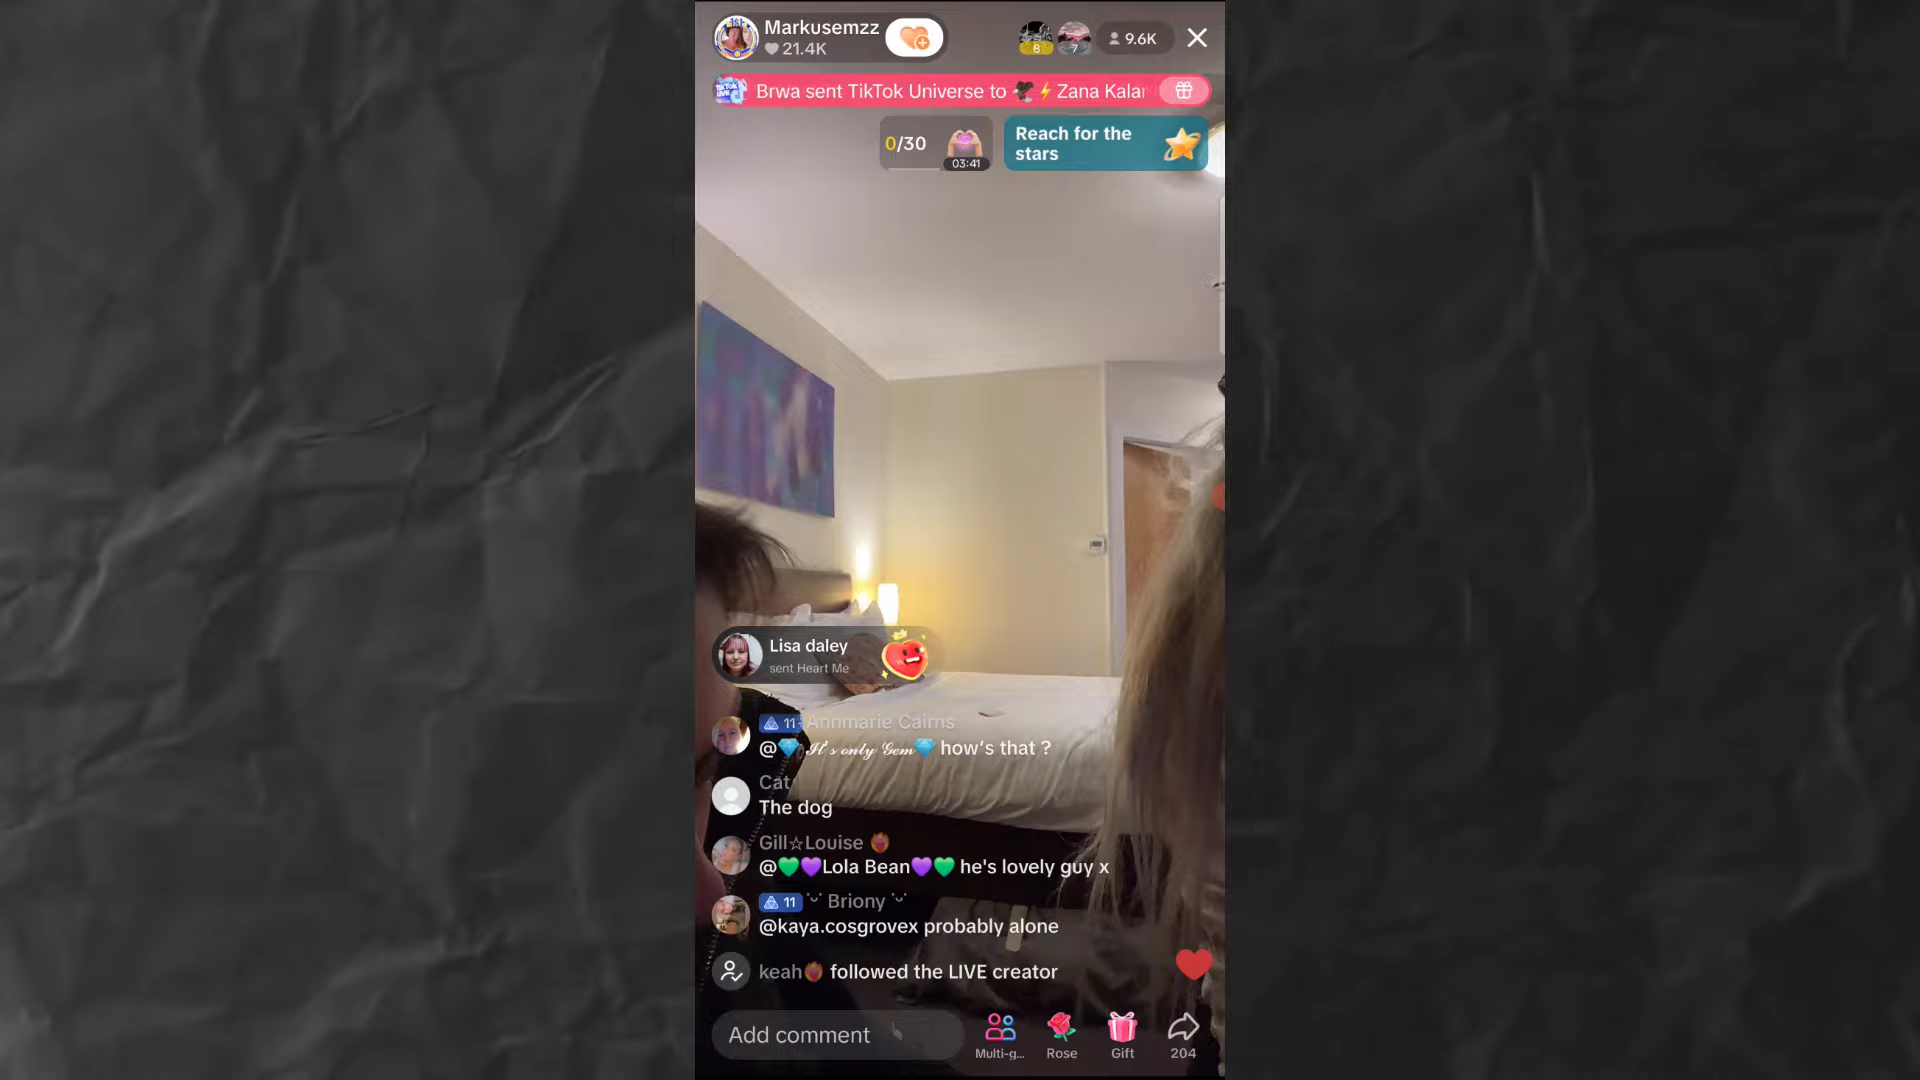 Markusemzz
21.4K
8
7
9.6K
Brwa sent TikTok Universe to 🦅⚡Zana Kalar
0/30
03:41
Reach for the
stars
Lisa daley
sent Heart Me
11 Annmarie Cairns
@💎𝓘𝓽'𝓼 𝓸𝓷𝓵𝔂 𝓖𝓮𝓶💎 how's that ?
Cat
The dog
Gill☆Louise ❤️‍🔥
@💚💜Lola Bean💜💚 he's lovely guy x
11 ˘ᵕ˘ Briony ˘ᵕ˘
@kaya.cosgrovex probably alone
keah❤️‍🔥 followed the LIVE creator
Add comment
Multi-g...
Rose
Gift
204